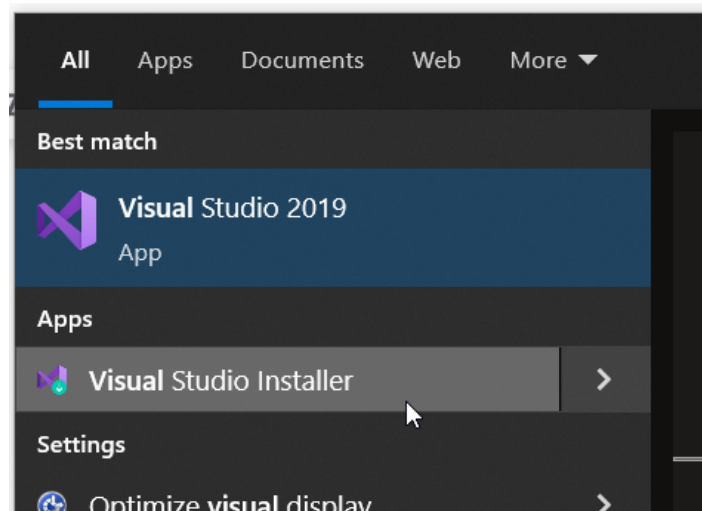 All Apps Documents Web More
Best match
Visual Studio 2019
App
Apps
Visual Studio Installer
Settings
Optimize visual display